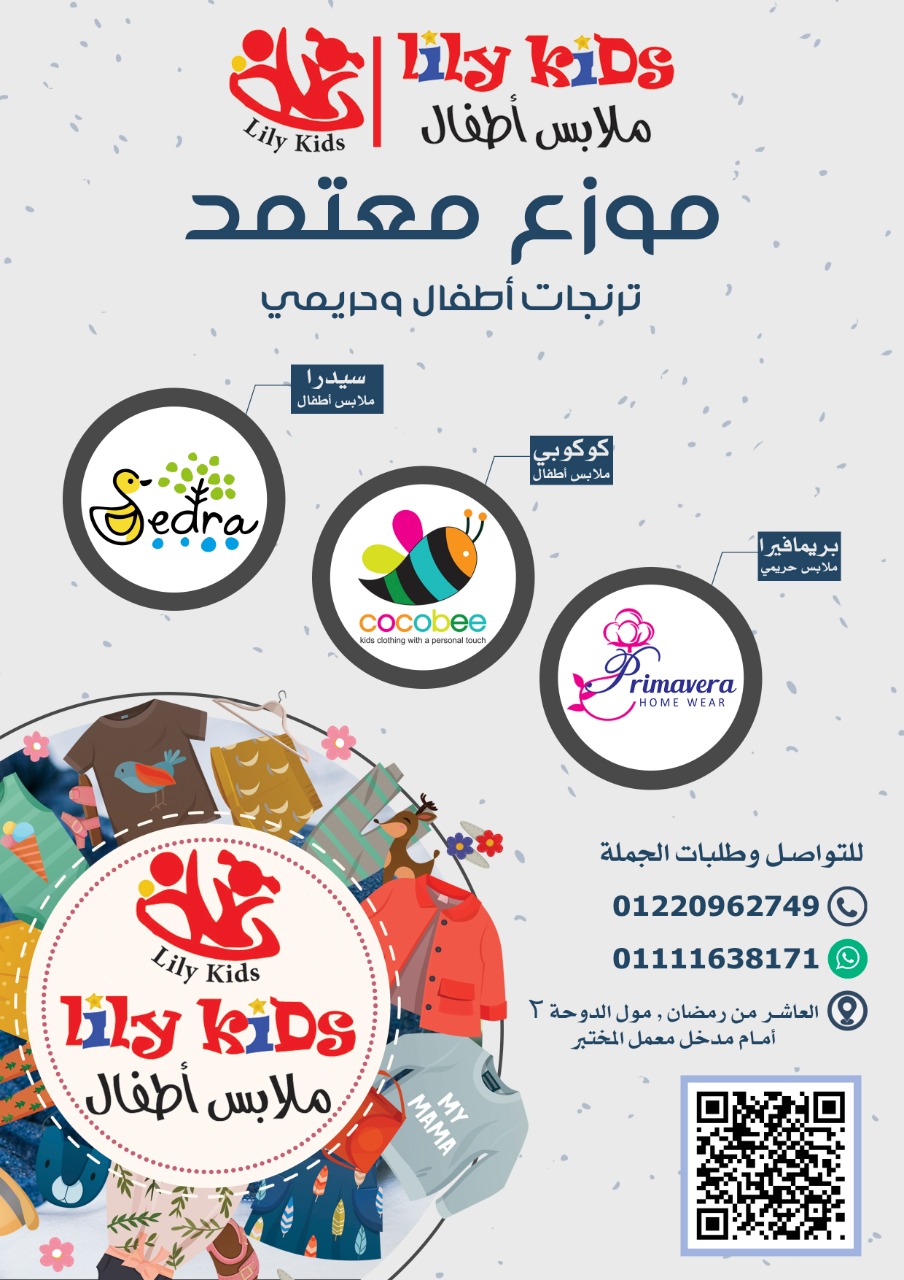 Lily Kids
lily kiDs
ملابس أطفال
موزع معتمد
ترنجات أطفال وحريمي
سيدرا
ملابس أطفال
Sedra
كوكوبي
ملابس أطفال
cocobee
kids clothing with a personal touch
بريمافيرا
ملابس حريمي
Primavera
HOME WEAR
Lily Kids
lily kiDs
ملابس أطفال
MY
MAMA
للتواصل وطلبات الجملة
01220962749
01111638171
العاشر من رمضان , مول الدوحة ٢
أمام مدخل معمل المختبر